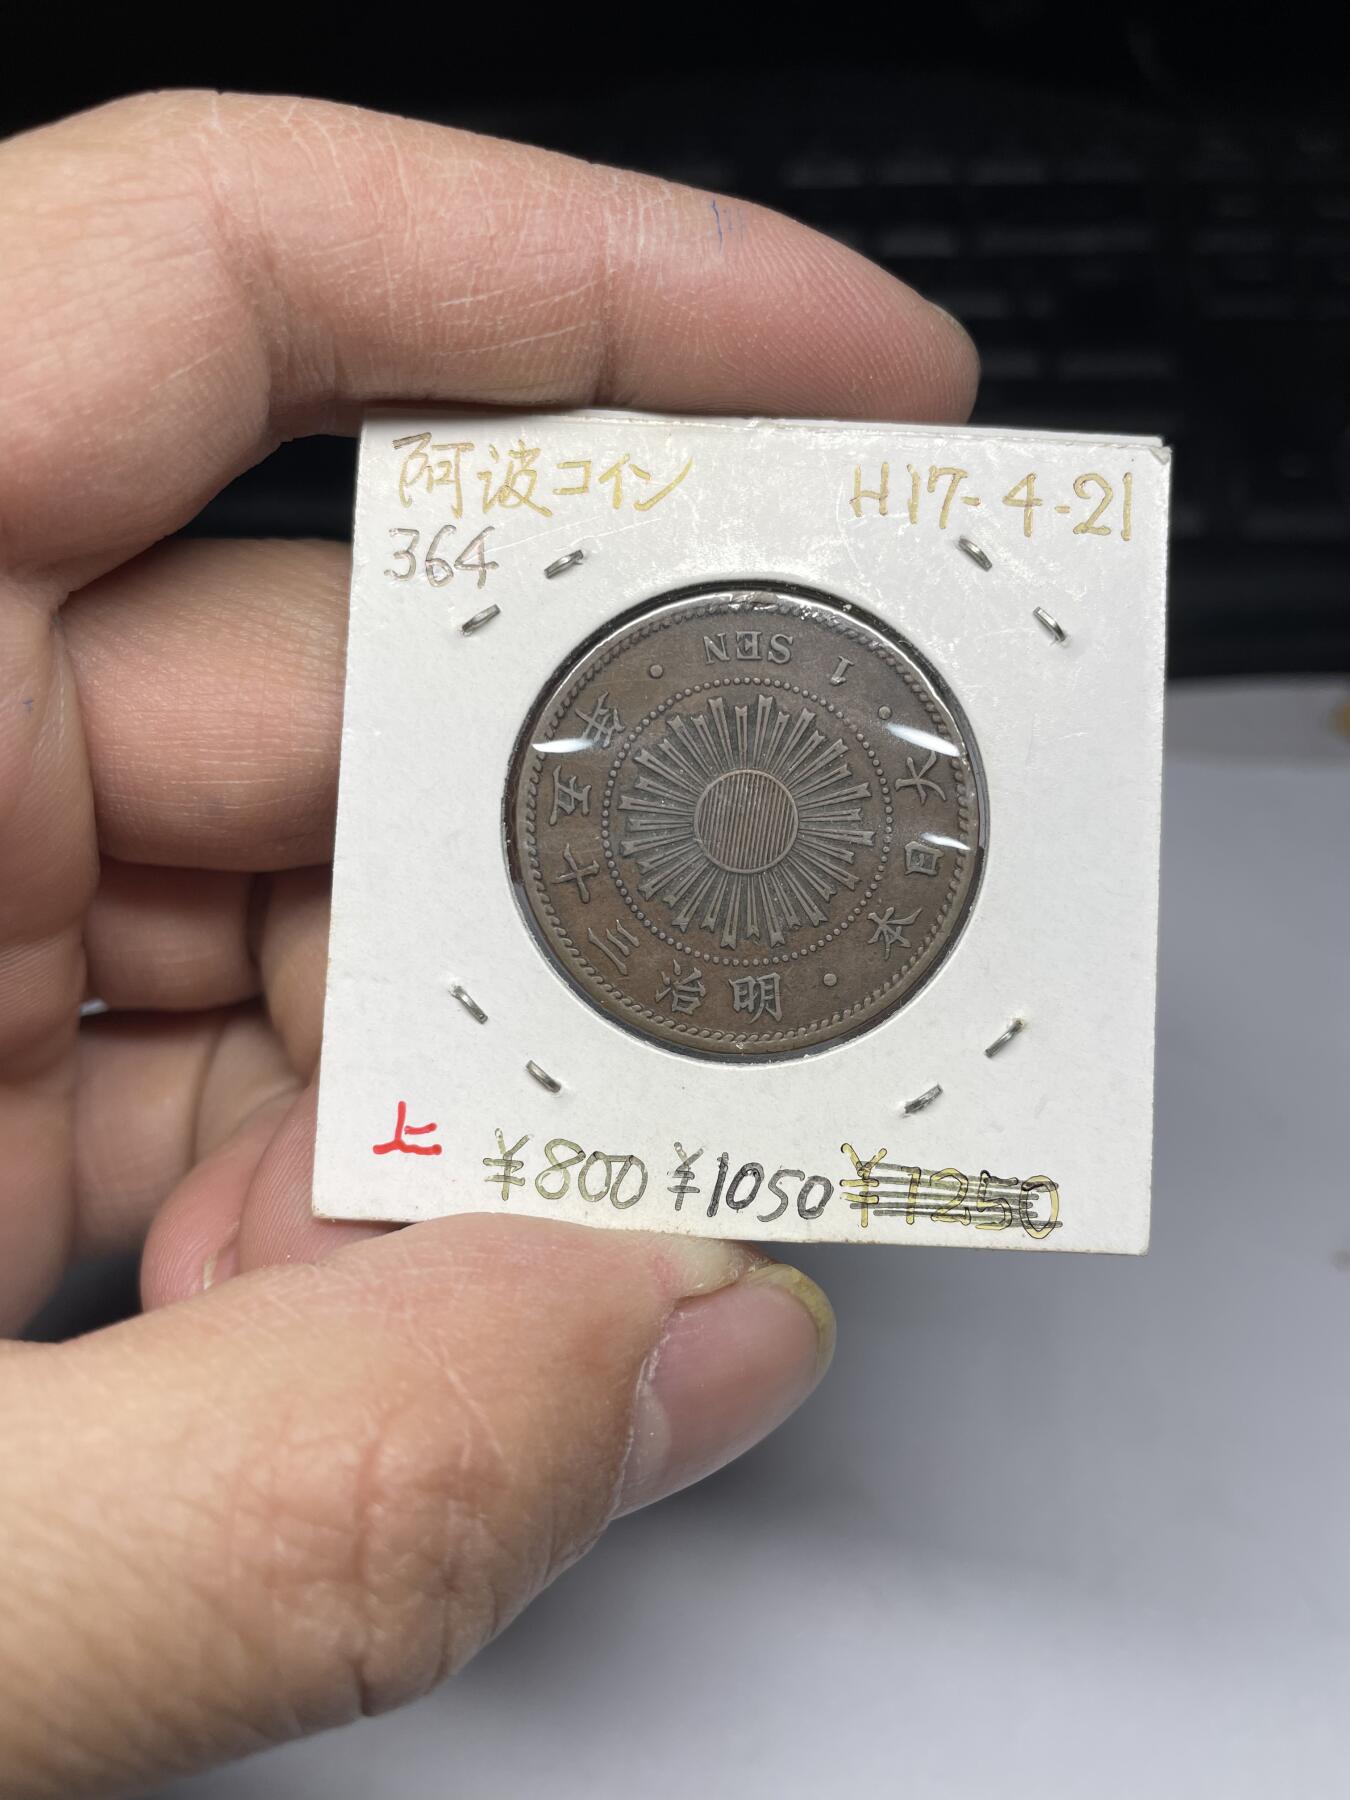 阿波コイン H17-4-21
364
1 SEN
大日本・明治三十五年
上 ¥800 ¥1050 ¥1250